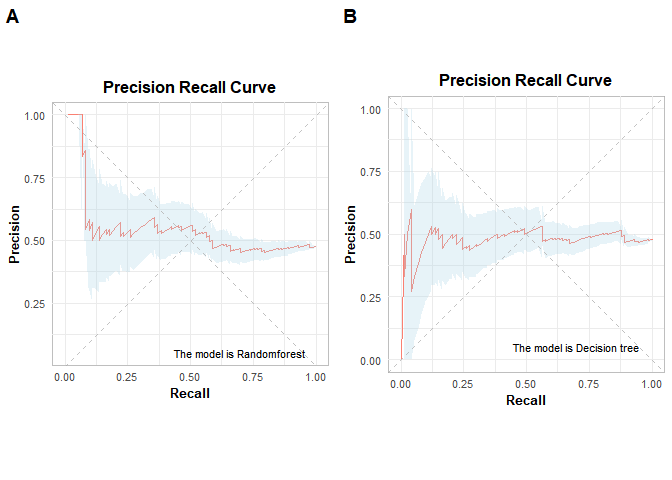 A
Precision Recall Curve
Precision
1.00
0.75
0.50
0.25
The model is Randomforest
0.00 0.25 0.50 0.75 1.00
Recall
B
Precision Recall Curve
Precision
1.00
0.75
0.50
0.25
0.00
The model is Decision tree
0.00 0.25 0.50 0.75 1.00
Recall